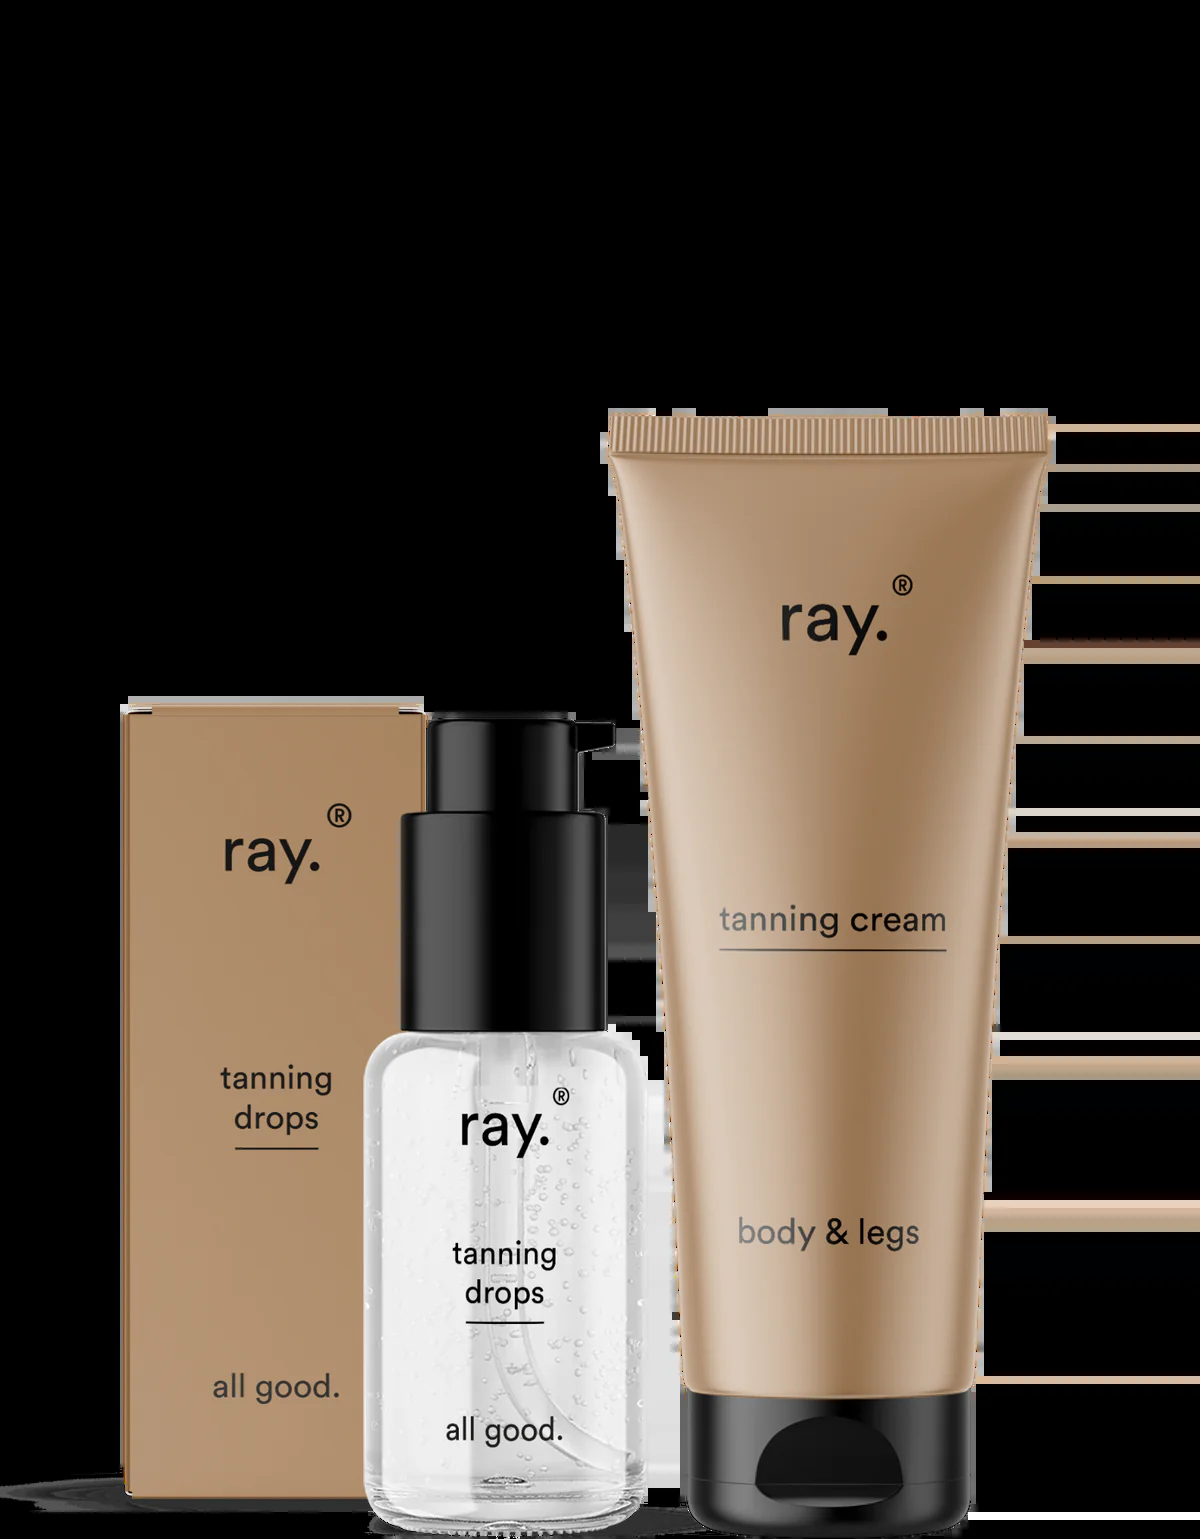 ray.®
tanning
drops
all good.
ray.®
tanning
drops
all good.
ray.®
tanning cream
body & legs